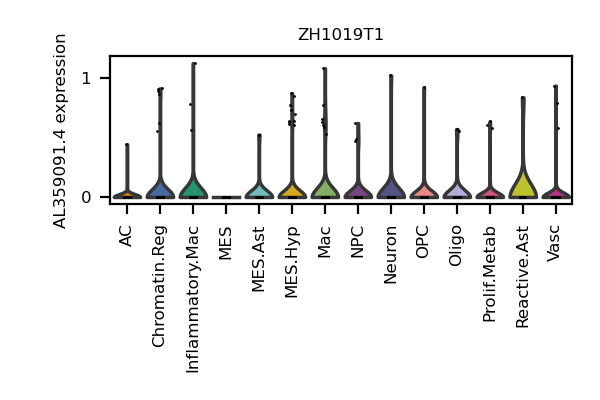 ZH1019T1
AL359091.4 expression
1
0
AC
Chromatin.Reg
Inflammatory.Mac
MES
MES.Ast
MES.Hyp
Mac
NPC
Neuron
OPC
Oligo
Prolif.Metab
Reactive.Ast
Vasc